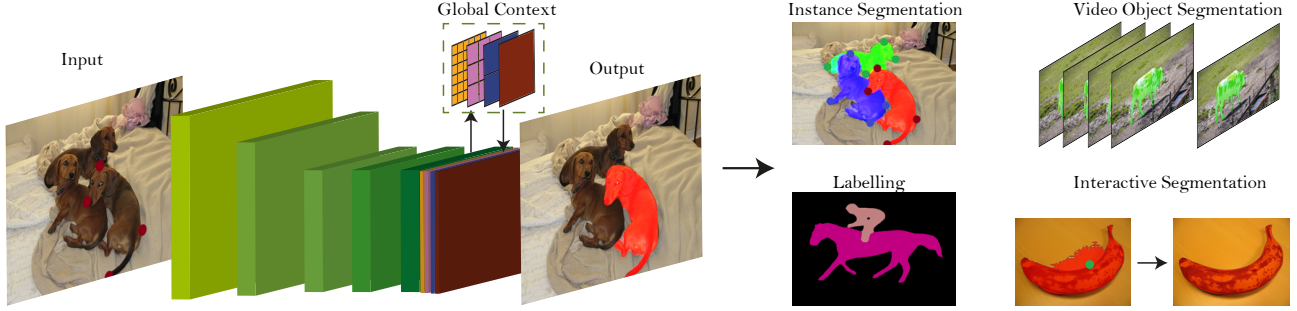 Global Context
Instance Segmentation
Video Object Segmentation
Input
Output
Labelling
Interactive Segmentation